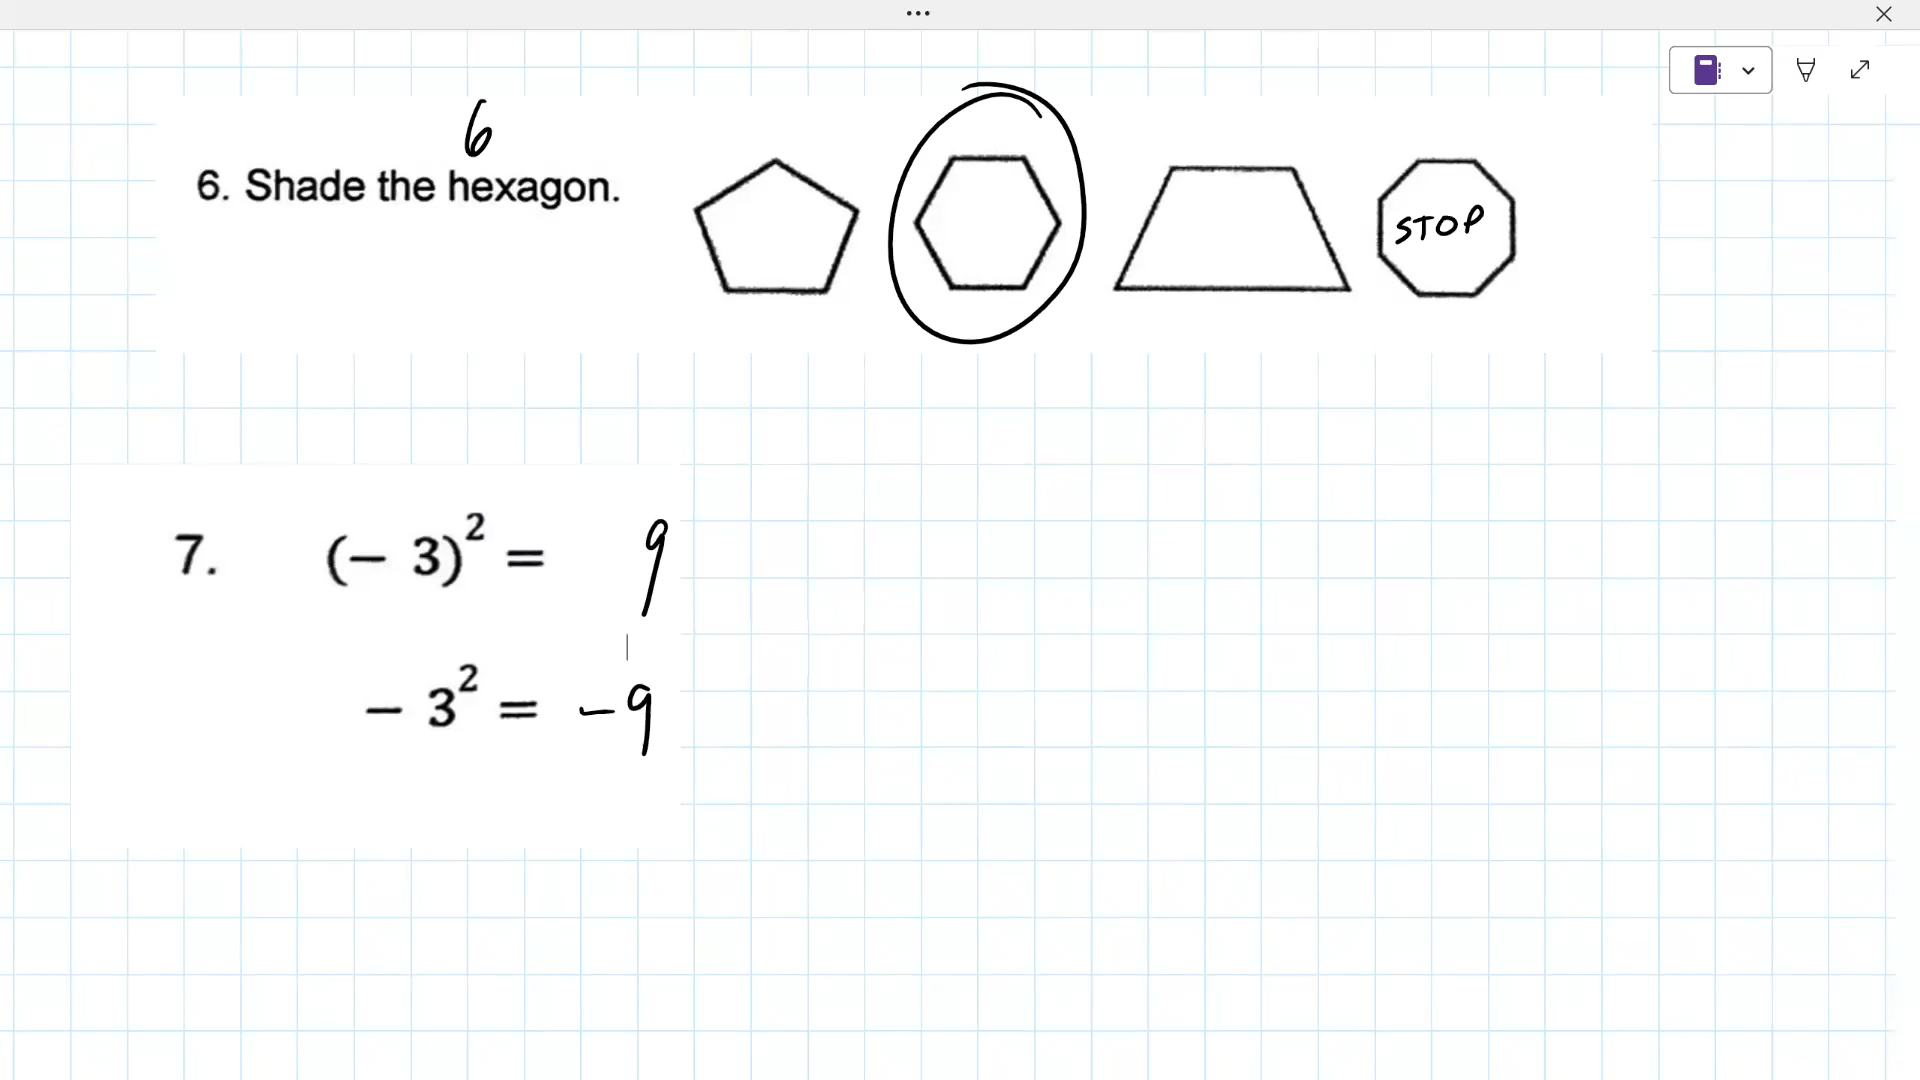 6
6. Shade the hexagon.
STOP
7. (− 3)² = 9
− 3² = −9